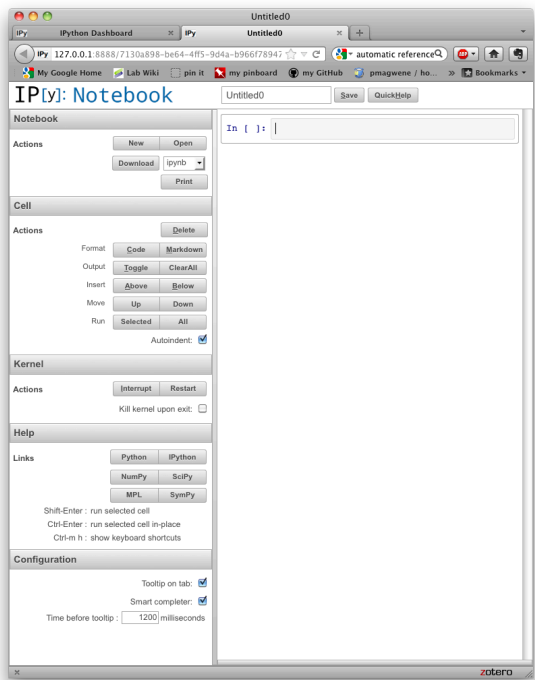 Untitled0
IPy IPython Dashboard IPy Untitled0
IPy 127.0.0.1:8888/7130a898-be64-4ff5-9d4a-b966f78947 automatic reference
My Google Home Lab Wiki pin it my pinboard my GitHub pmagwene / ho... » Bookmarks
IP[y]: Notebook Untitled0 Save QuickHelp
Notebook
Actions New Open
Download ipynb
Print
In [ ]:
Cell
Actions Delete
Format Code Markdown
Output Toggle ClearAll
Insert Above Below
Move Up Down
Run Selected All
Autoindent:
Kernel
Actions Interrupt Restart
Kill kernel upon exit:
Help
Links Python IPython
NumPy SciPy
MPL SymPy
Shift-Enter : run selected cell
Ctrl-Enter : run selected cell in-place
Ctrl-m h : show keyboard shortcuts
Configuration
Tooltip on tab:
Smart completer:
Time before tooltip : 1200 milliseconds
zotero